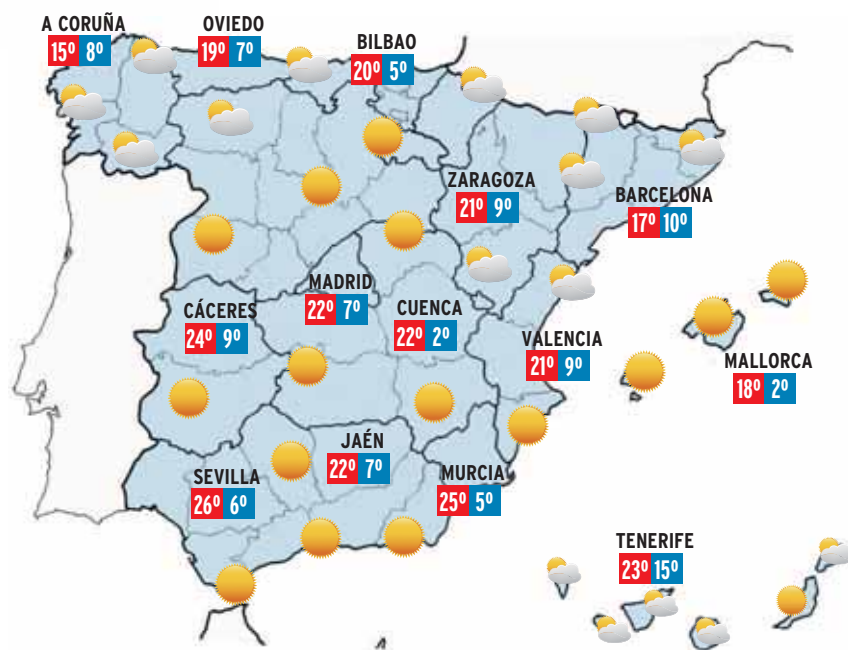 A CORUÑA
15º 8º
OVIEDO
19º 7º
BILBAO
20º 5º
ZARAGOZA
21º 9º
BARCELONA
17º 10º
MADRID
22º 7º
CÁCERES
24º 9º
CUENCA
22º 2º
VALENCIA
21º 9º
MALLORCA
18º 2º
JAÉN
22º 7º
SEVILLA
26º 6º
MURCIA
25º 5º
TENERIFE
23º 15º